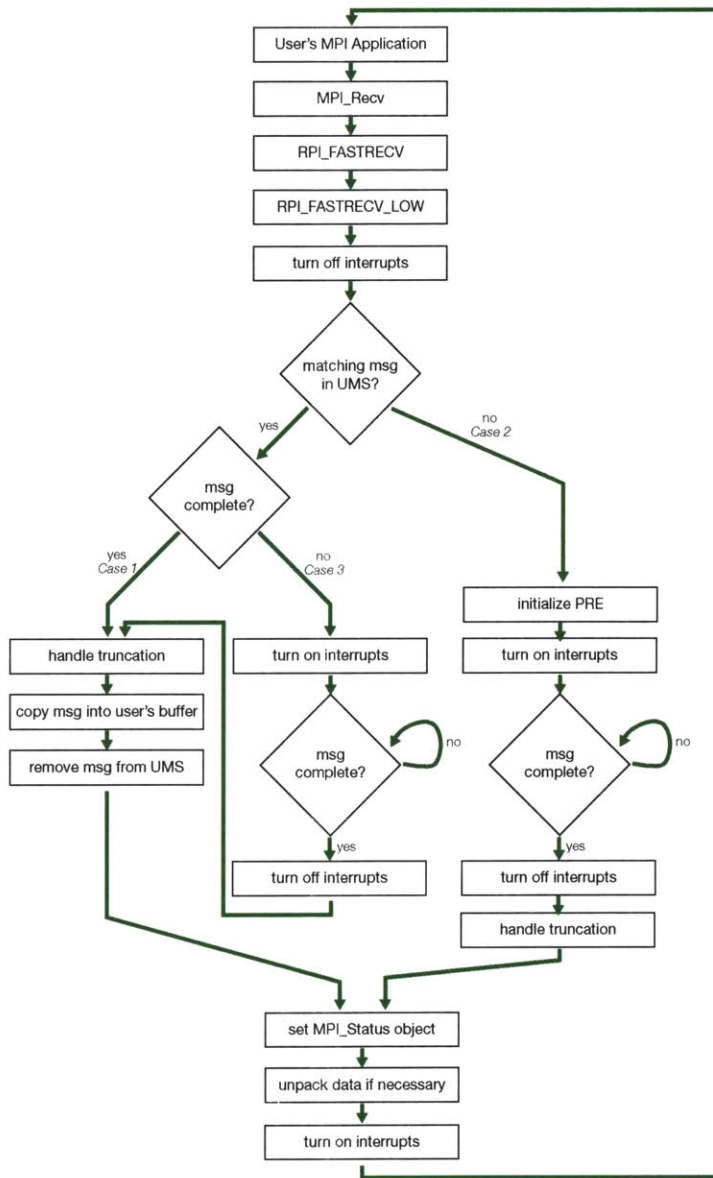 User's MPI Application
MPI_Recv
RPI_FASTRECV
RPI_FASTRECV_LOW
turn off interrupts
matching msg
in UMS?
yes
no
Case 2
msg
complete?
yes
Case 1
no
Case 3
initialize PRE
handle truncation
turn on interrupts
turn on interrupts
copy msg into user's buffer
remove msg from UMS
msg
complete?
no
msg
complete?
no
yes
yes
turn off interrupts
turn off interrupts
handle truncation
set MPI_Status object
unpack data if necessary
turn on interrupts